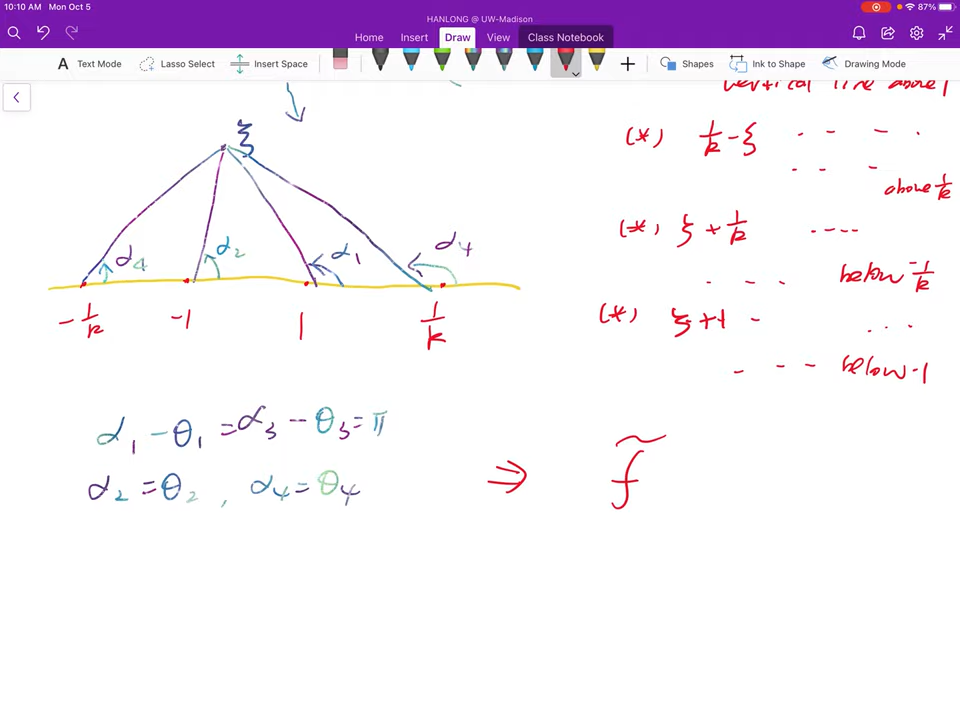 10:10 AM Mon Oct 5
87%
HANLONG @ UW-Madison
Home Insert Draw View Class Notebook
Text Mode Lasso Select Insert Space Shapes Ink to Shape Drawing Mode
vertical line above 1
(*) 1/k - ξ .. .. - .
.. .. - above 1/k
(*) ξ + 1/k ....
. - - . below -1/k
(*) ξ+1 - ...
- - - below -1
ξ
α4 α2 α1 α4
-1/k -1 1 1/k
α1 - θ1 = α3 - θ3 = π
α2 = θ2 , α4 = θ4
⇒ f̃